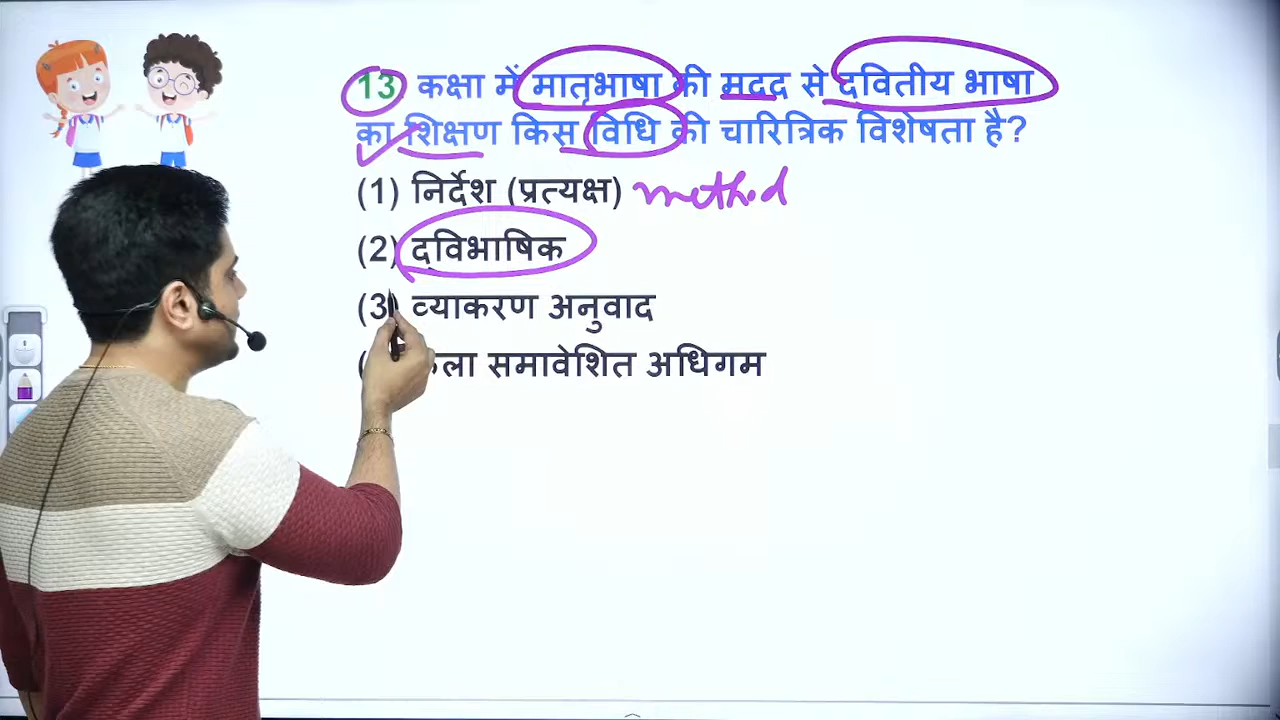 13 कक्षा में मातृभाषा की मदद से दवितीय भाषा
का शिक्षण किस विधि की चारित्रिक विशेषता है?
(1) निर्देश (प्रत्यक्ष) method
(2) दविभाषिक
(3) व्याकरण अनुवाद
समावेशित अधिगम